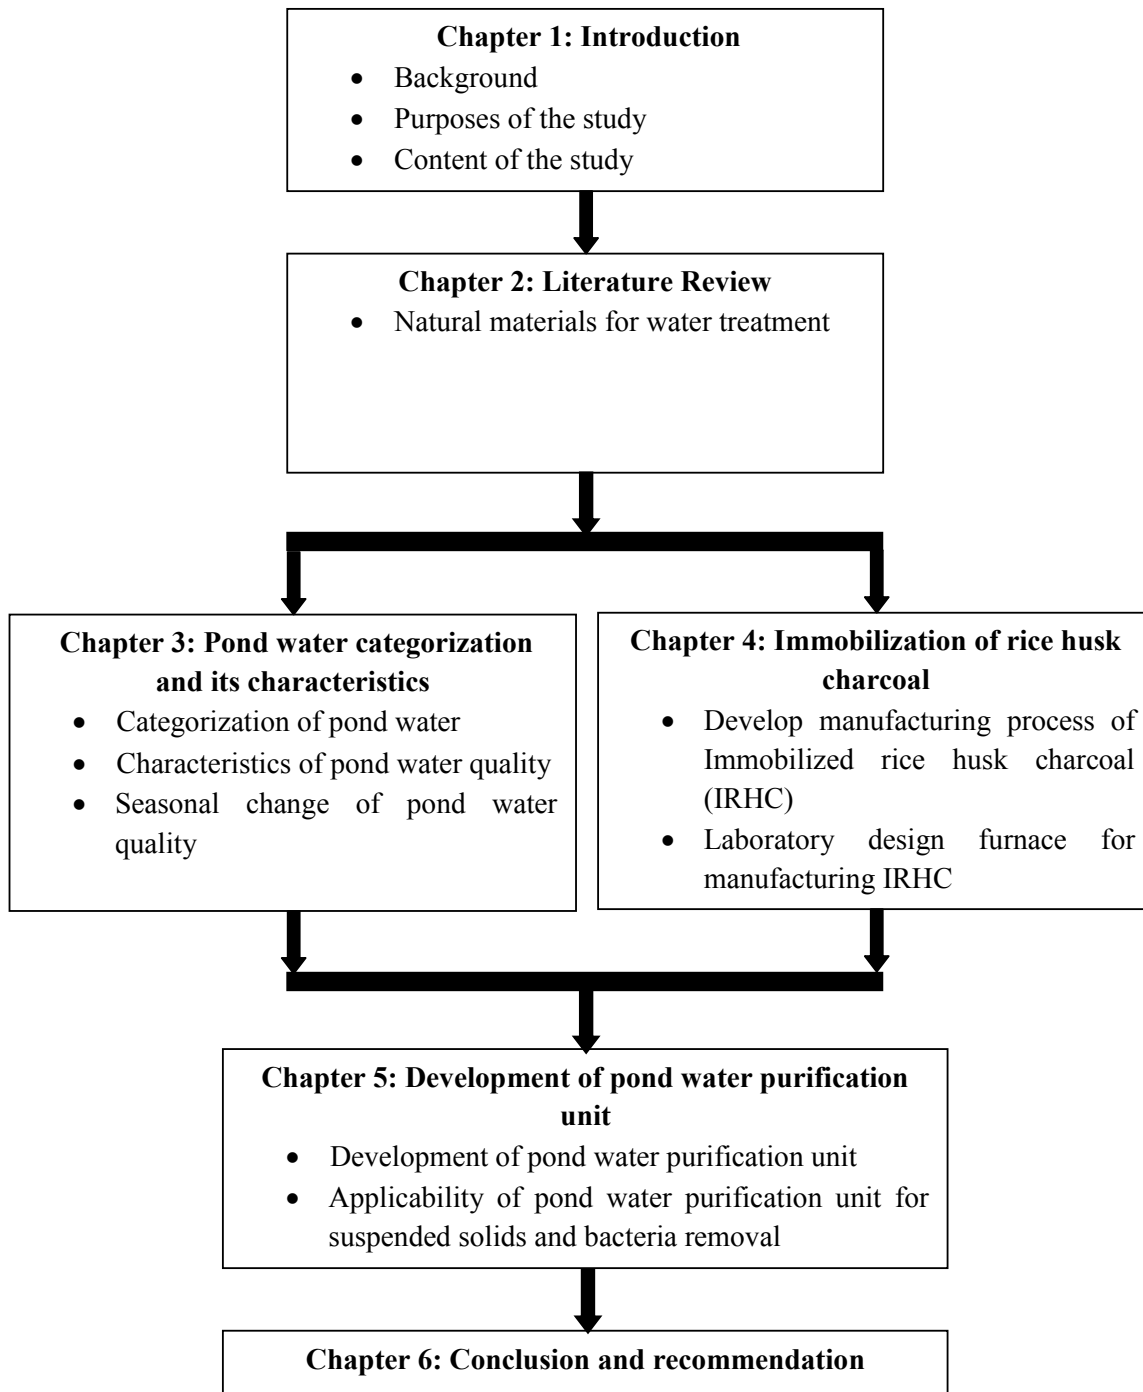 Chapter 1: Introduction
• Background
• Purposes of the study
• Content of the study
Chapter 2: Literature Review
• Natural materials for water treatment
Chapter 3: Pond water categorization
and its characteristics
• Categorization of pond water
• Characteristics of pond water quality
• Seasonal change of pond water
quality
Chapter 4: Immobilization of rice husk
charcoal
• Develop manufacturing process of
Immobilized rice husk charcoal
(IRHC)
• Laboratory design furnace for
manufacturing IRHC
Chapter 5: Development of pond water purification
unit
• Development of pond water purification unit
• Applicability of pond water purification unit for
suspended solids and bacteria removal
Chapter 6: Conclusion and recommendation